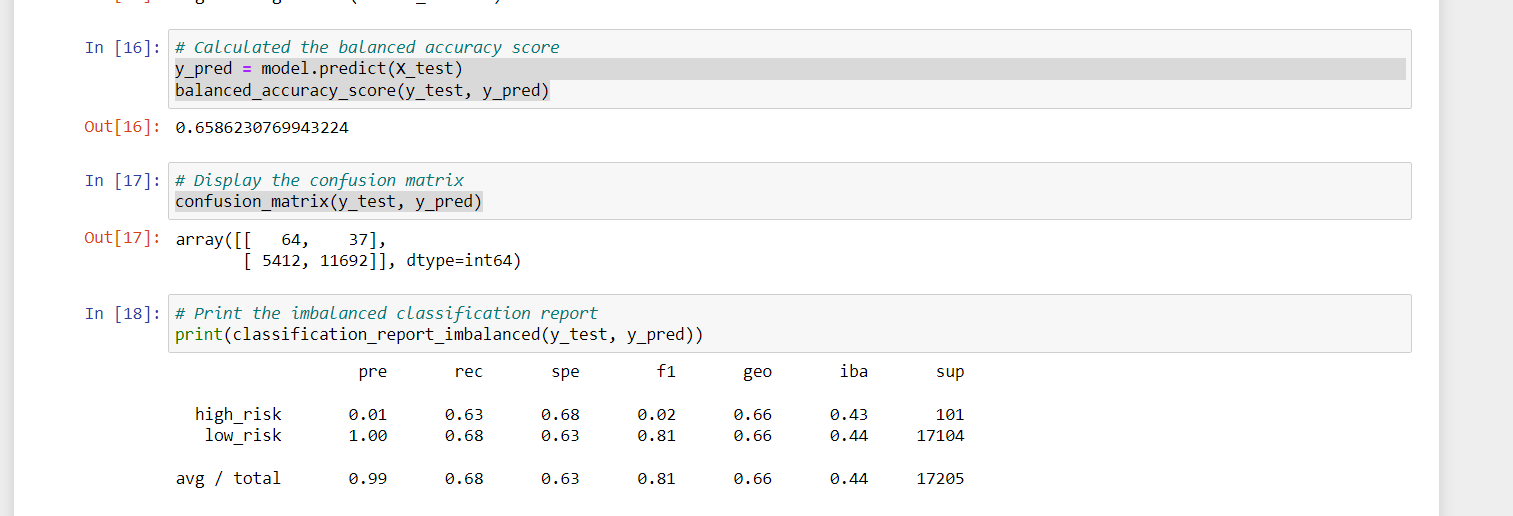 In [16]: # Calculated the balanced accuracy score
y_pred = model.predict(X_test)
balanced_accuracy_score(y_test, y_pred)
Out[16]: 0.6586230769943224
In [17]: # Display the confusion matrix
confusion_matrix(y_test, y_pred)
Out[17]: array([[   64,    37],
       [ 5412, 11692]], dtype=int64)
In [18]: # Print the imbalanced classification report
print(classification_report_imbalanced(y_test, y_pred))
pre rec spe f1 geo iba sup
high_risk 0.01 0.63 0.68 0.02 0.66 0.43 101
low_risk 1.00 0.68 0.63 0.81 0.66 0.44 17104
avg / total 0.99 0.68 0.63 0.81 0.66 0.44 17205